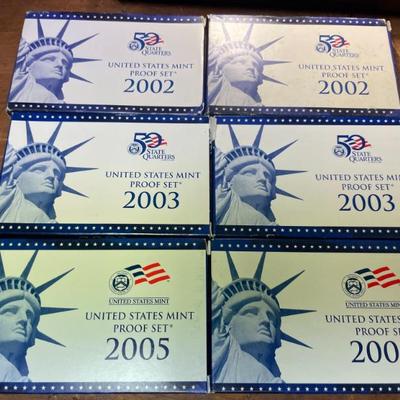 50
STATE
QUARTERS
UNITED STATES MINT
PROOF SET®
2002
50
STATE
QUARTERS
UNITED STATES MINT
PROOF SET®
2002
50
STATE
QUARTERS
UNITED STATES MINT
PROOF SET®
2003
50
STATE
QUARTERS
UNITED STATES MINT
PROOF SET®
2003
UNITED STATES MINT
UNITED STATES MINT
PROOF SET®
2005
UNITED STATES MINT
UNITED STATES
PROOF SET
200